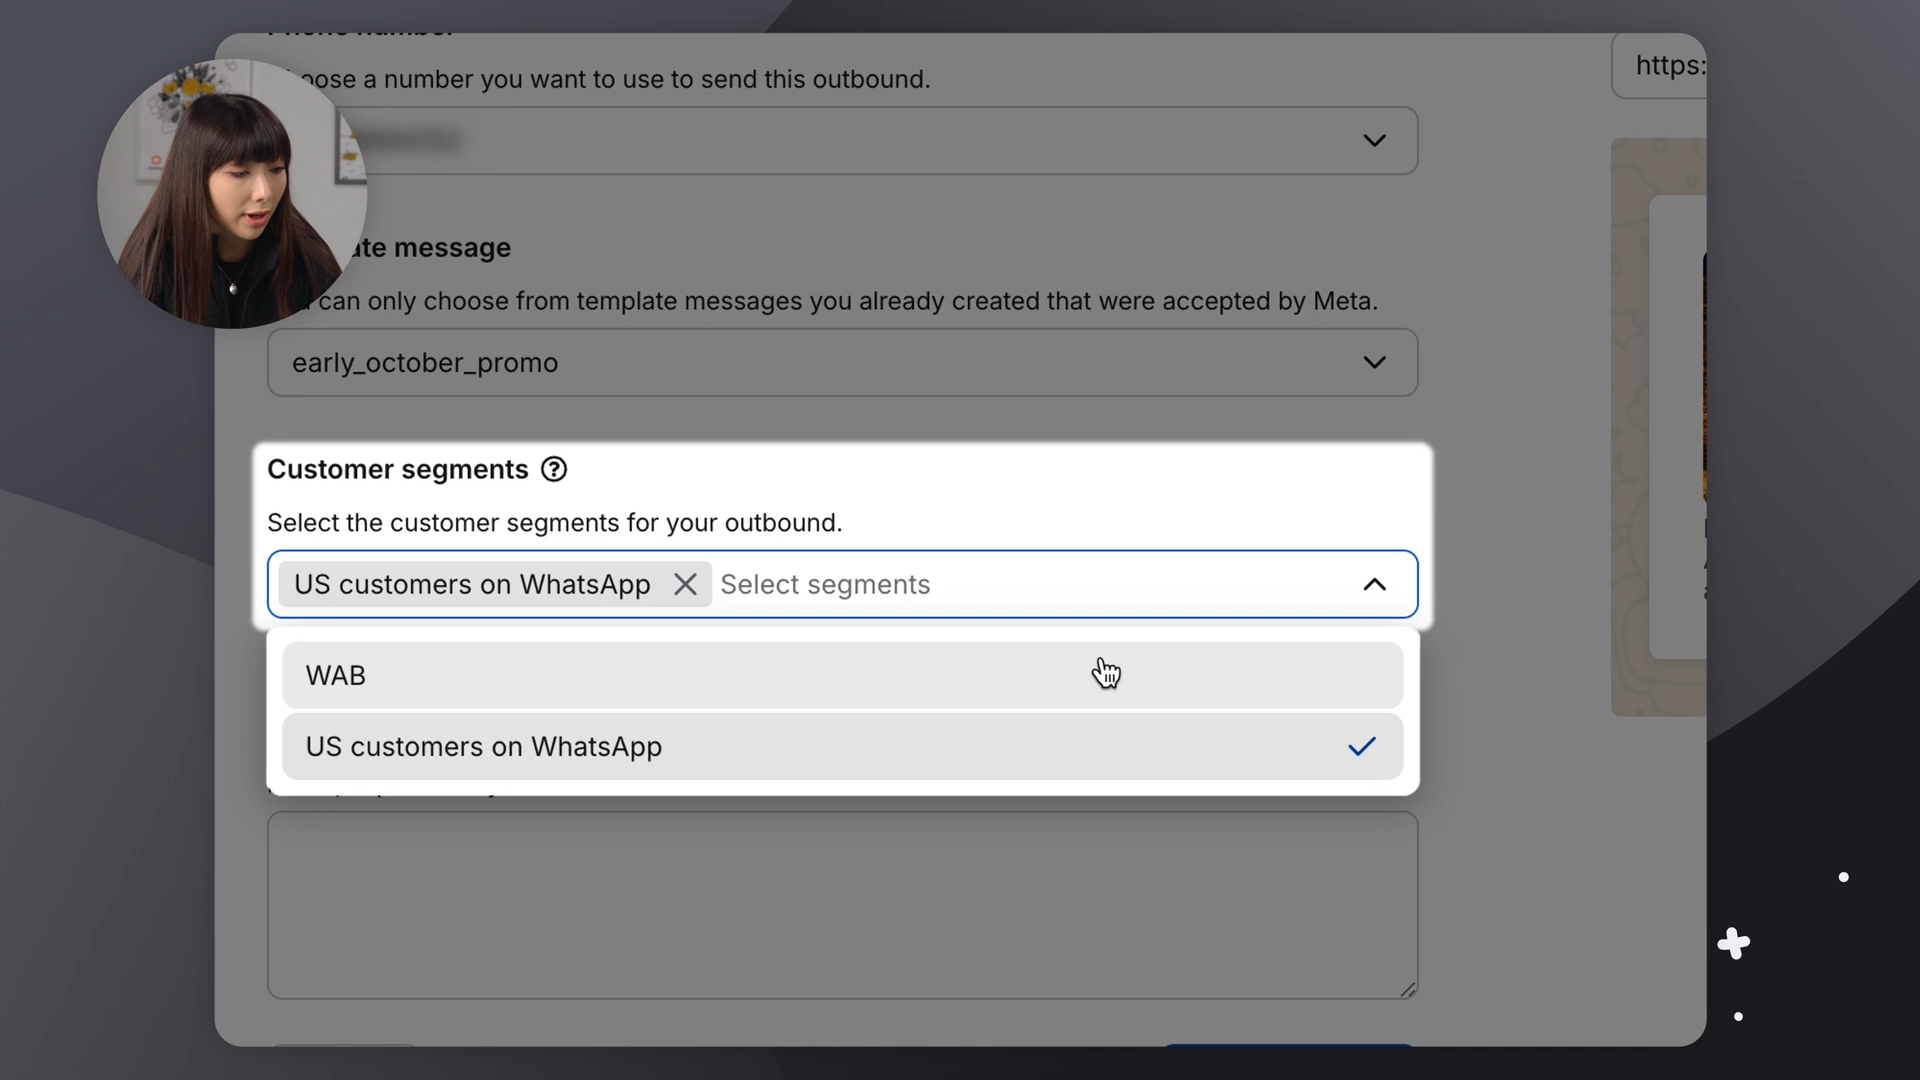 Phone number
oose a number you want to use to send this outbound.
https:
ate message
can only choose from template messages you already created that were accepted by Meta.
early_october_promo
Customer segments ?
Select the customer segments for your outbound.
US customers on WhatsApp Select segments
WAB
US customers on WhatsApp